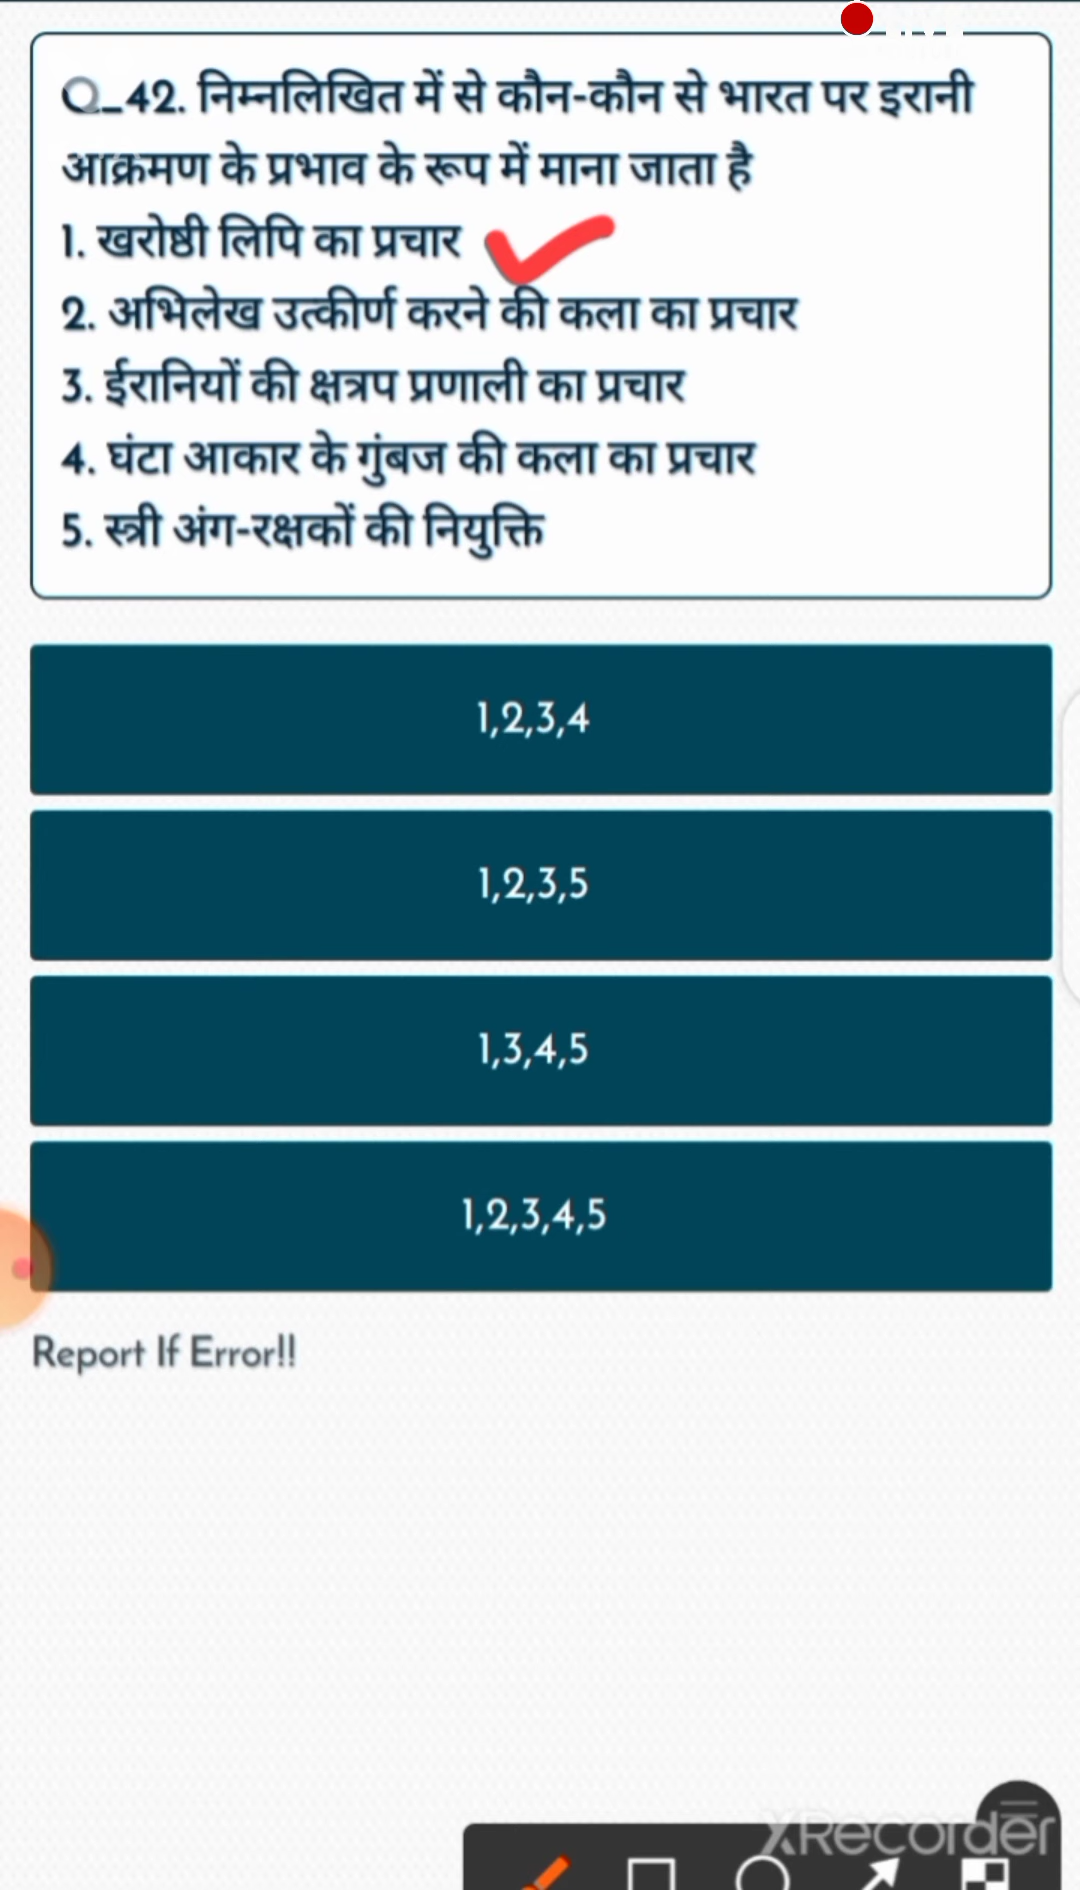 Q_42. निम्नलिखित में से कौन-कौन से भारत पर इरानी
आक्रमण के प्रभाव के रूप में माना जाता है
1. खरोष्ठी लिपि का प्रचार
2. अभिलेख उत्कीर्ण करने की कला का प्रचार
3. ईरानियों की क्षत्रप प्रणाली का प्रचार
4. घंटा आकार के गुंबज की कला का प्रचार
5. स्त्री अंग-रक्षकों की नियुक्ति
1,2,3,4
1,2,3,5
1,3,4,5
1,2,3,4,5
Report If Error!!
XRecorder